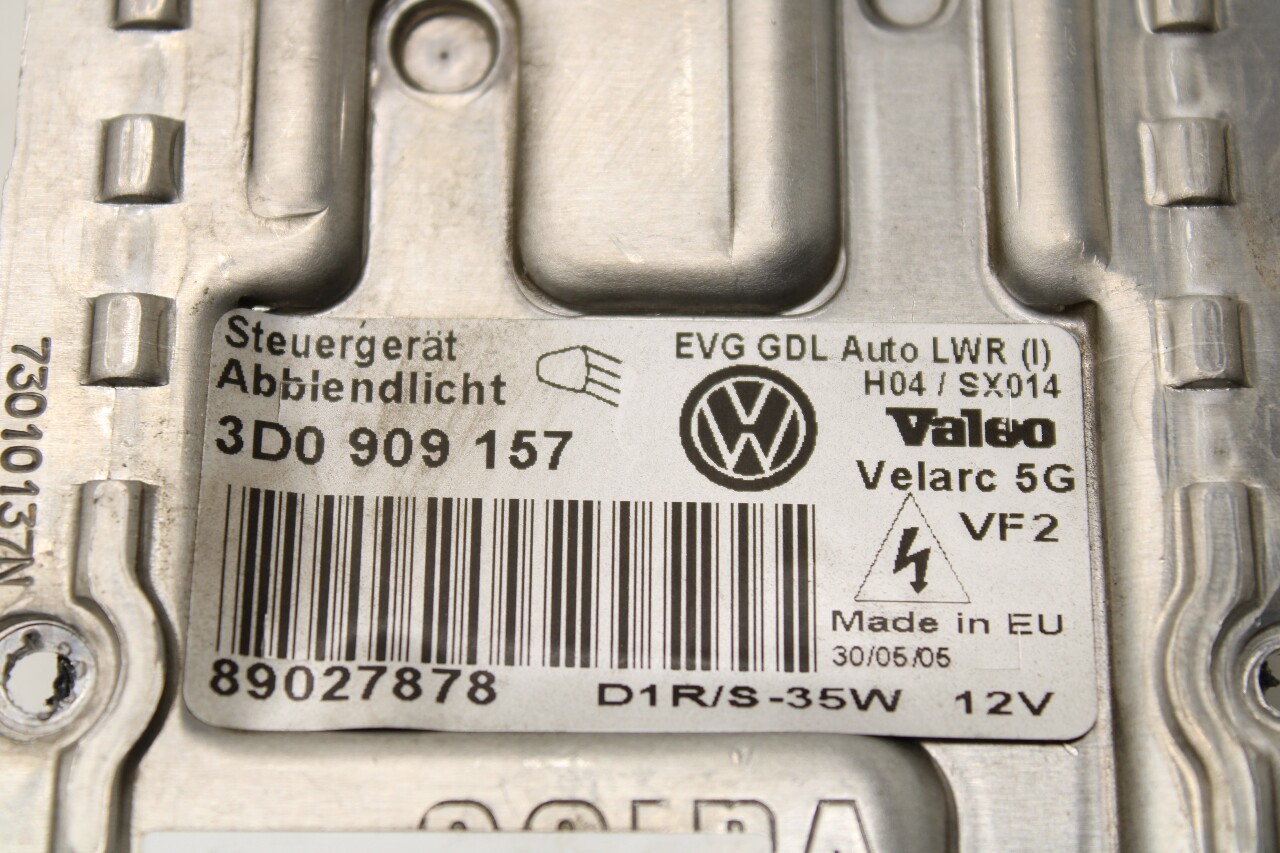 Steuergerät
Abblendlicht
3D0 909 157
EVG GDL Auto LWR (I)
H04 / SX014
Valeo
Velarc 5G
VF2
Made in EU
30/05/05
89027878
D1R/S-35W 12V
73010137N